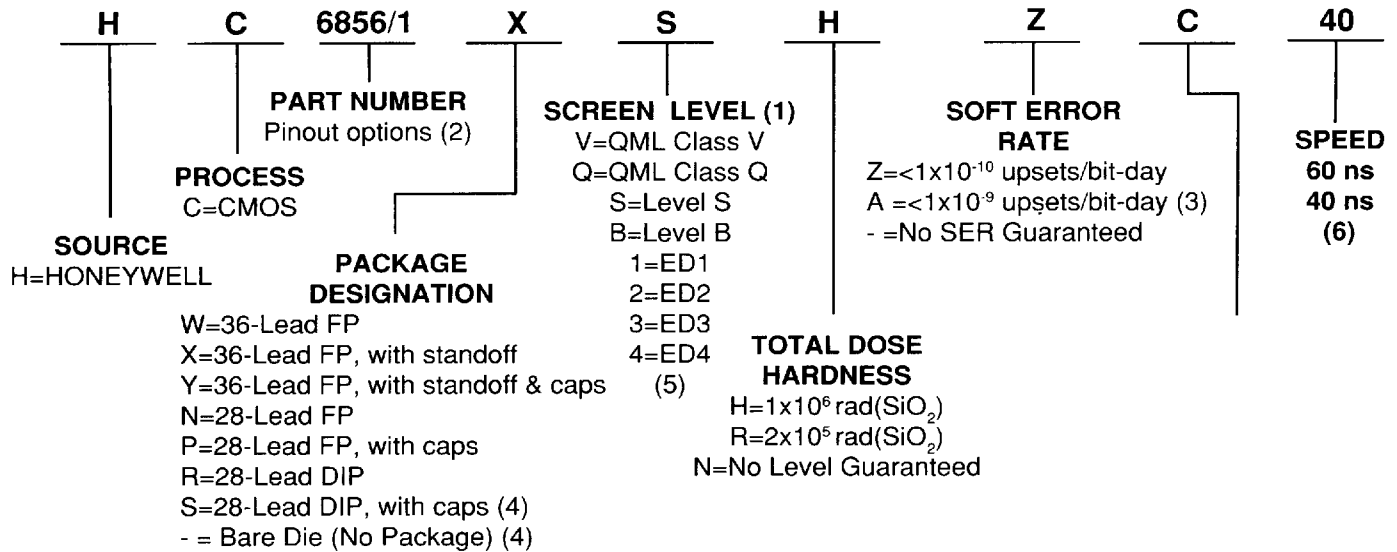 H C 6856/1 X S H Z C 40
PART NUMBER
Pinout options (2)
PROCESS
C=CMOS
SOURCE
H=HONEYWELL
PACKAGE
DESIGNATION
W=36-Lead FP
X=36-Lead FP, with standoff
Y=36-Lead FP, with standoff & caps
N=28-Lead FP
P=28-Lead FP, with caps
R=28-Lead DIP
S=28-Lead DIP, with caps (4)
- = Bare Die (No Package) (4)
SCREEN LEVEL (1)
V=QML Class V
Q=QML Class Q
S=Level S
B=Level B
1=ED1
2=ED2
3=ED3
4=ED4
(5)
TOTAL DOSE
HARDNESS
H=1x10⁶ rad(SiO₂)
R=2x10⁵ rad(SiO₂)
N=No Level Guaranteed
SOFT ERROR
RATE
Z=<1x10⁻¹⁰ upsets/bit-day
A =<1x10⁻⁹ upsets/bit-day (3)
- =No SER Guaranteed
SPEED
60 ns
40 ns
(6)